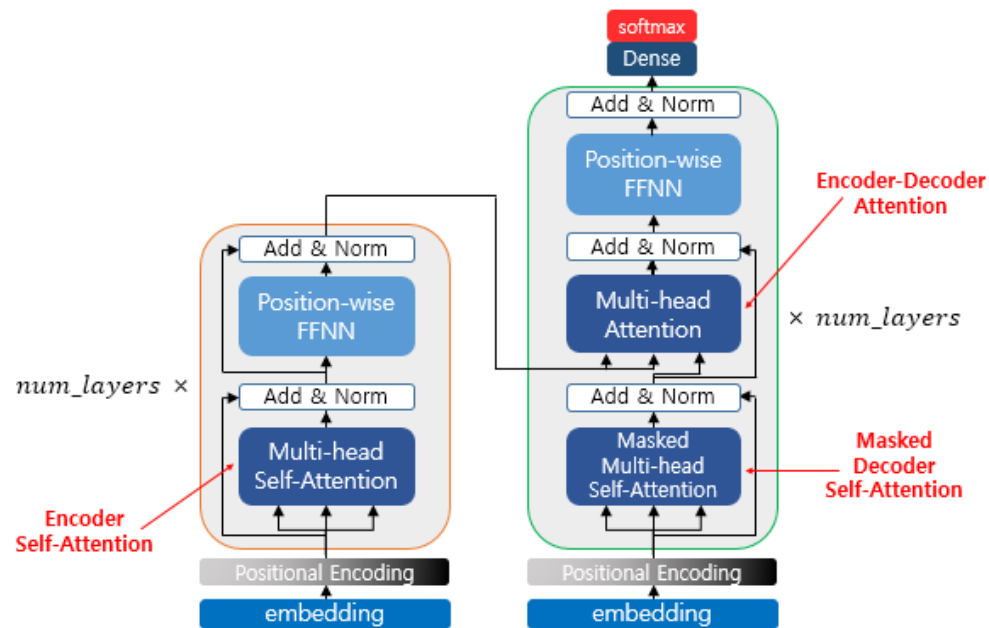 softmax
Dense
Add & Norm
Position-wise
FFNN
Encoder-Decoder
Attention
Add & Norm
Multi-head
Attention
× num_layers
Add & Norm
Masked
Multi-head
Self-Attention
Masked
Decoder
Self-Attention
Positional Encoding
embedding
Add & Norm
Position-wise
FFNN
num_layers ×
Add & Norm
Multi-head
Self-Attention
Encoder
Self-Attention
Positional Encoding
embedding